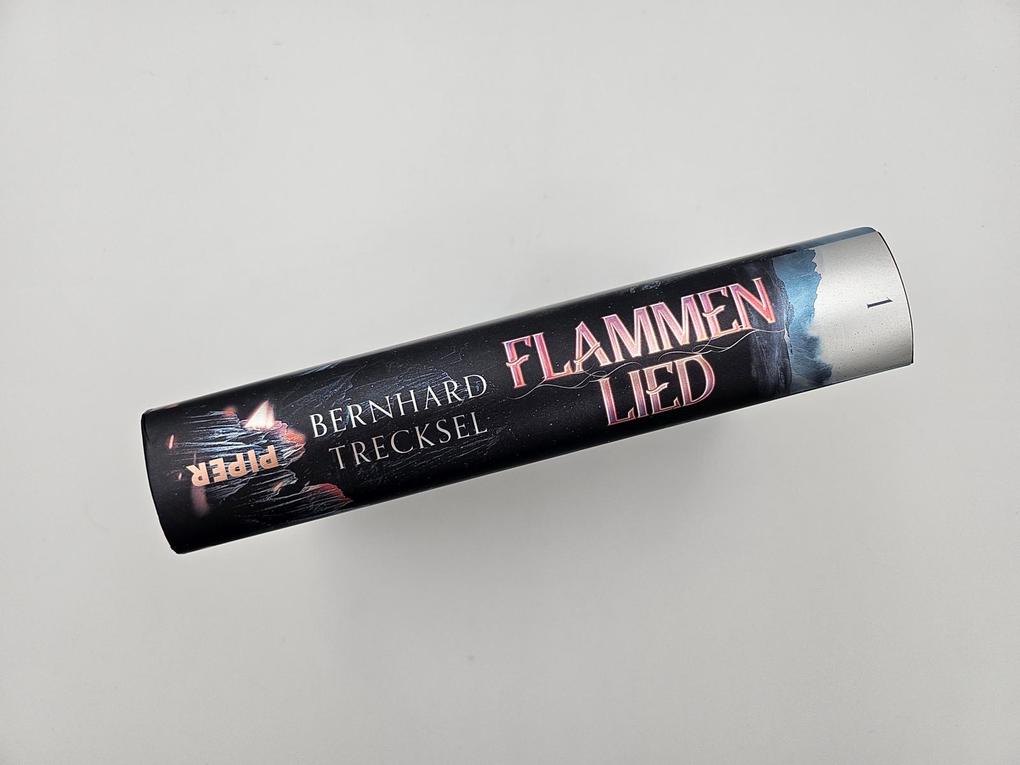 BERNHARD
TRECKSEL
FLAMMEN
LIED
1
PIPER